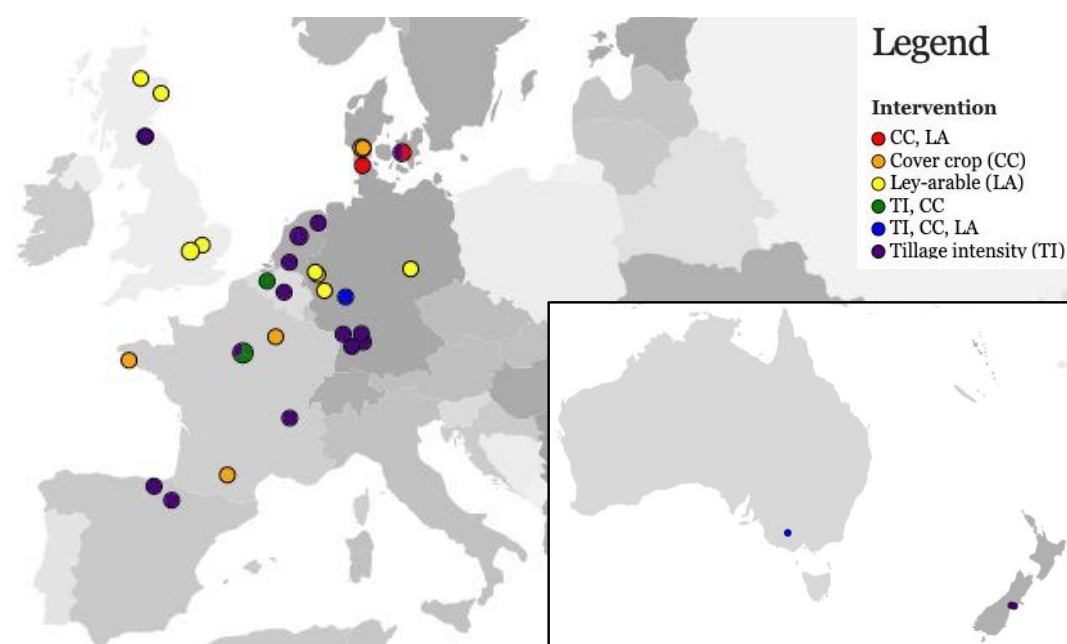 Legend
Intervention
CC, LA
Cover crop (CC)
Ley-arable (LA)
TI, CC
TI, CC, LA
Tillage intensity (TI)